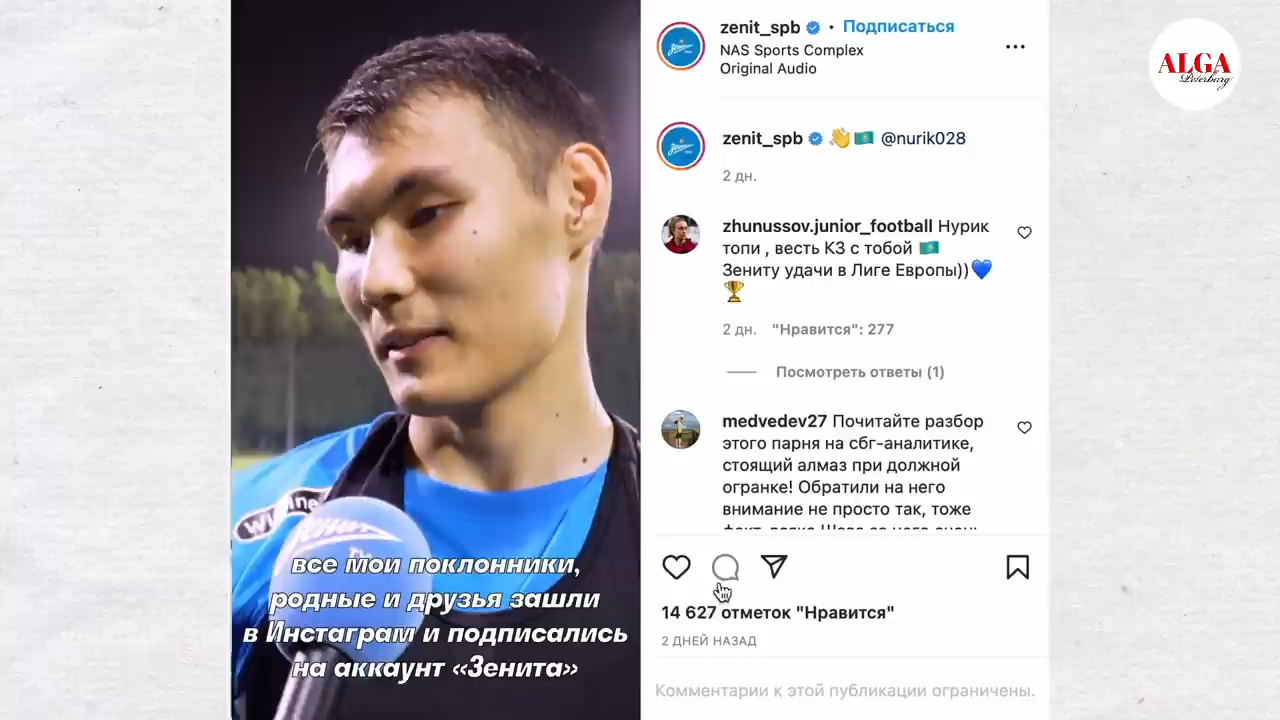 zenit_spb • Подписаться
NAS Sports Complex
Original Audio
ALGA
Peterburg
zenit_spb 👋🇰🇿 @nurik028
2 дн.
zhunussov.junior_football Нурик
топи , весть КЗ с тобой 🇰🇿
Зениту удачи в Лиге Европы))💙
🏆
2 дн. "Нравится": 277
Посмотреть ответы (1)
medvedev27 Почитайте разбор
этого парня на сбг-аналитике,
стоящий алмаз при должной
огранке! Обратили на него
внимание не просто так, тоже
все мои поклонники,
родные и друзья зашли
в Инстаграм и подписались
на аккаунт «Зенита»
14 627 отметок "Нравится"
2 ДНЕЙ НАЗАД
Комментарии к этой публикации ограничены.